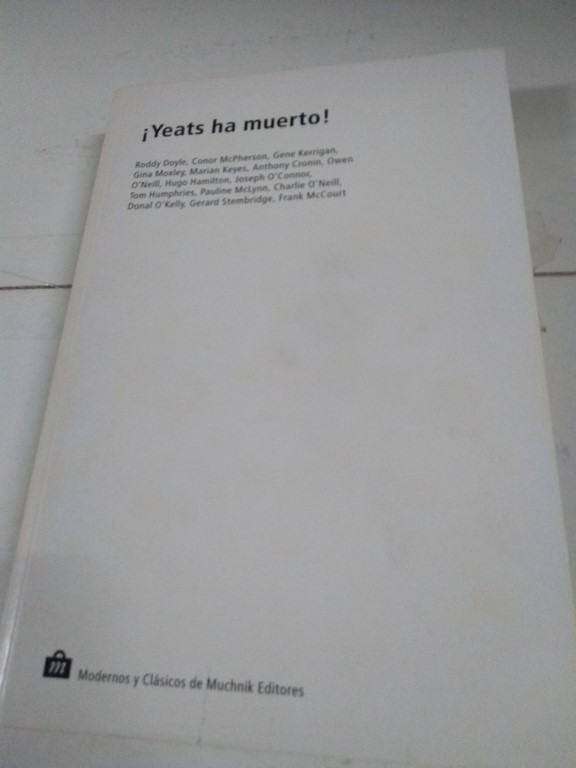 ¡Yeats ha muerto!
Roddy Doyle, Conor McPherson, Gene Kerrigan,
Gina Moxley, Marian Keyes, Anthony Cronin, Owen
O'Neill, Hugo Hamilton, Joseph O'Connor,
Tom Humphries, Pauline McLynn, Charlie O'Neill,
Donal O'Kelly, Gerard Stembridge, Frank McCourt
m
Modernos y Clásicos de Muchnik Editores